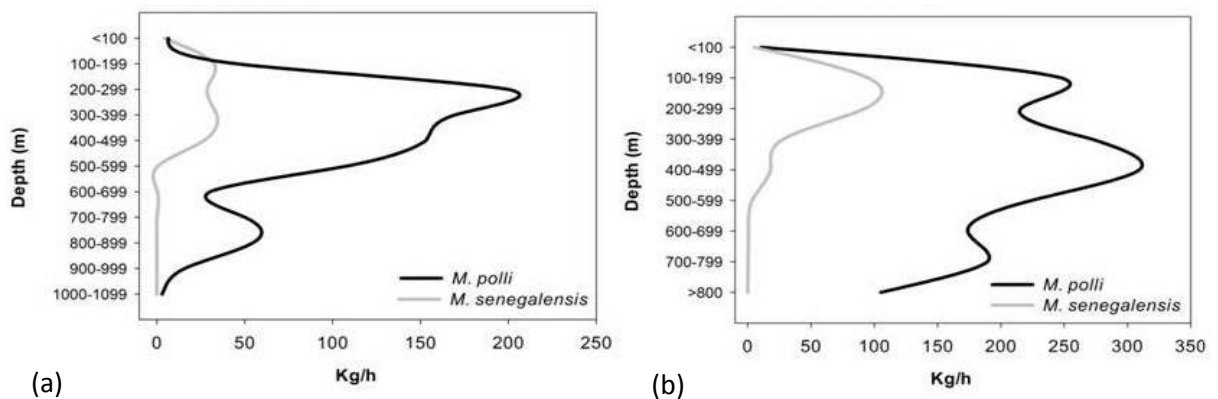 Depth (m)
<100
100-199
200-299
300-399
400-499
500-599
600-699
700-799
800-899
900-999
1000-1099
M. polli
M. senegalensis
0 50 100 150 200 250
Kg/h
(a)
Depth (m)
<100
100-199
200-299
300-399
400-499
500-599
600-699
700-799
>800
M. polli
M. senegalensis
0 50 100 150 200 250 300 350
Kg/h
(b)